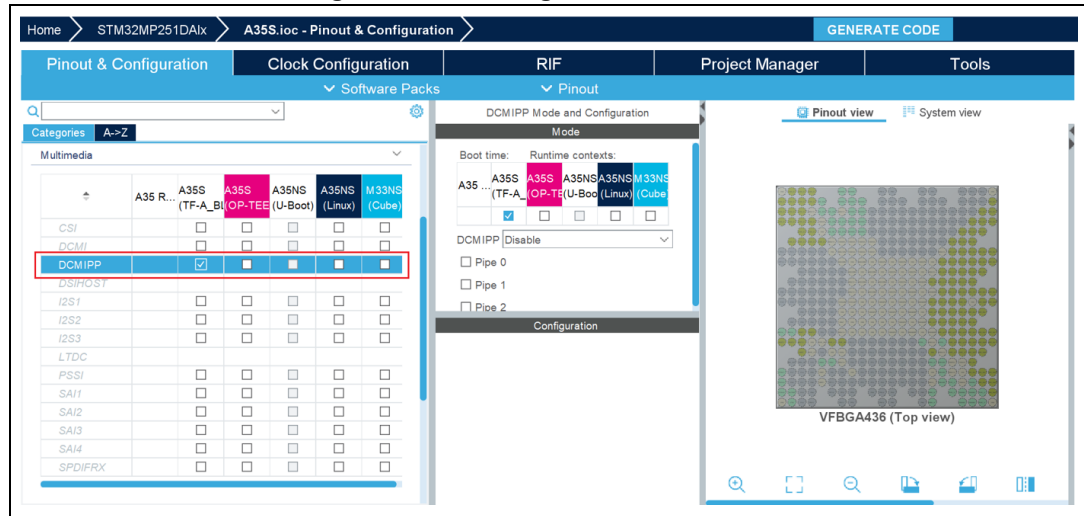 Home STM32MP251DAIx A35S.ioc - Pinout & Configuration GENERATE CODE
Pinout & Configuration Clock Configuration RIF Project Manager Tools
Software Packs Pinout
Categories A->Z
Multimedia
A35 R... A35S A35S A35NS A35NS M33NS
(TF-A_BL (OP-TEE (U-Boot) (Linux) (Cube)
CSI
DCMI
DCMIPP
DSIHOST
I2S1
I2S2
I2S3
LTDC
PSSI
SAI1
SAI2
SAI3
SAI4
SPDIFRX
DCMIPP Mode and Configuration
Mode
Boot time: Runtime contexts:
A35 ... A35S A35S A35NS A35NS M33NS
(TF-A_ (OP-TE (U-Boo (Linux) (Cube
DCMIPP Disable
Pipe 0
Pipe 1
Pipe 2
Configuration
Pinout view System view
VFBGA436 (Top view)